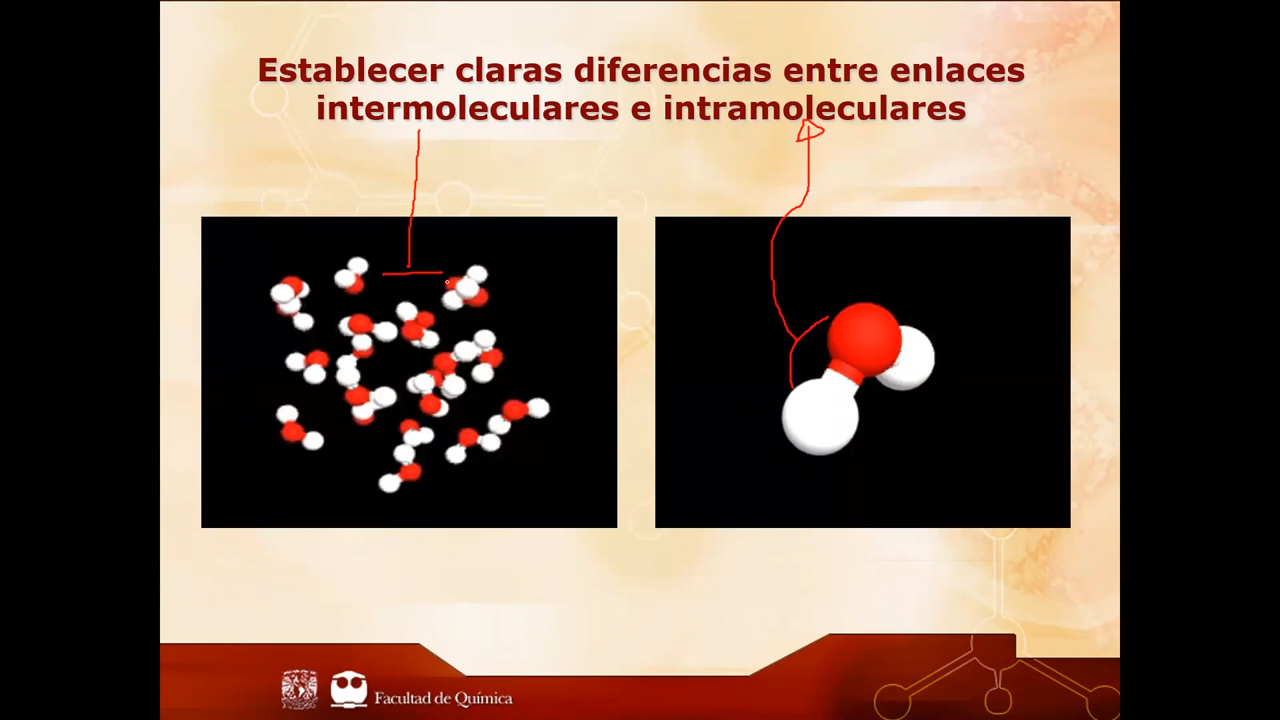 Establecer claras diferencias entre enlaces
intermoleculares e intramoleculares
Facultad de Química